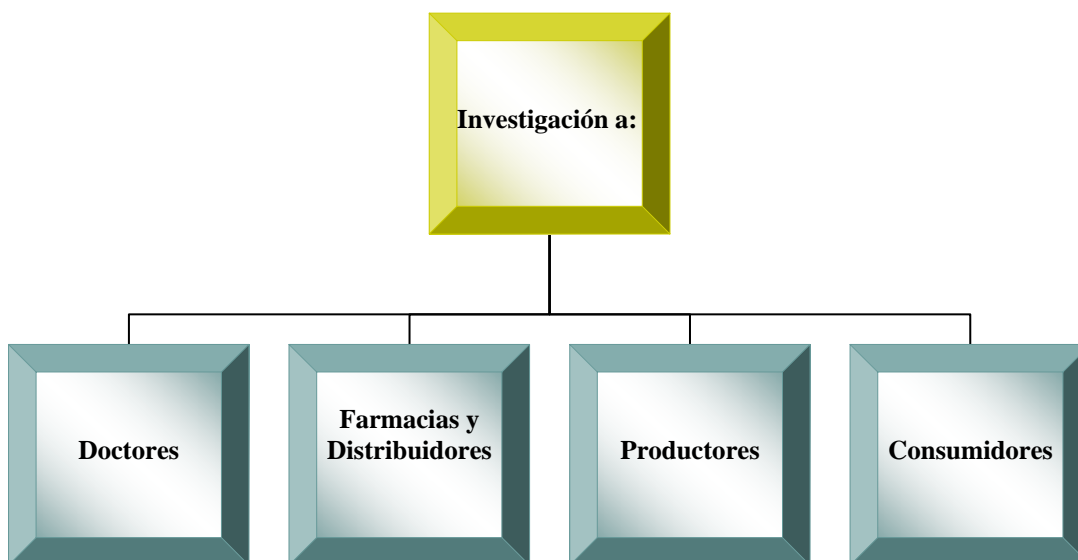 Investigación a:
Doctores
Farmacias y
Distribuidores
Productores
Consumidores